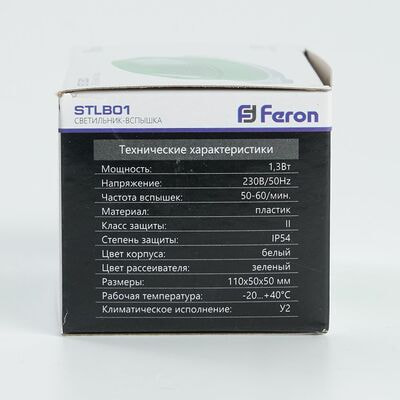 STLB01
СВЕТИЛЬНИК-ВСПЫШКА
Feron
Технические характеристики
Мощность: 1,3Вт
Напряжение: 230В/50Hz
Частота вспышек: 50-60/мин.
Материал: пластик
Класс защиты: II
Степень защиты: IP54
Цвет корпуса: белый
Цвет рассеивателя: зеленый
Размеры: 110х50х50 мм
Рабочая температура: -20...+40°С
Климатическое исполнение: У2